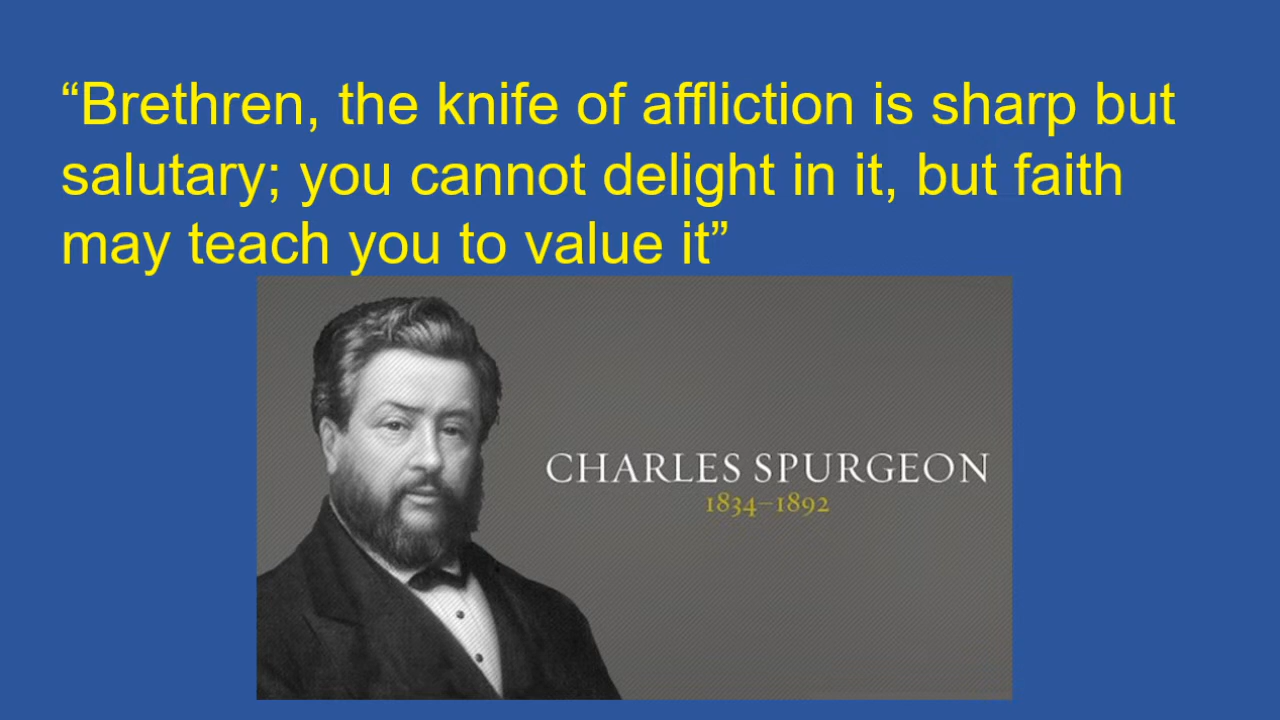 “Brethren, the knife of affliction is sharp but
salutary; you cannot delight in it, but faith
may teach you to value it”
CHARLES SPURGEON
1834–1892